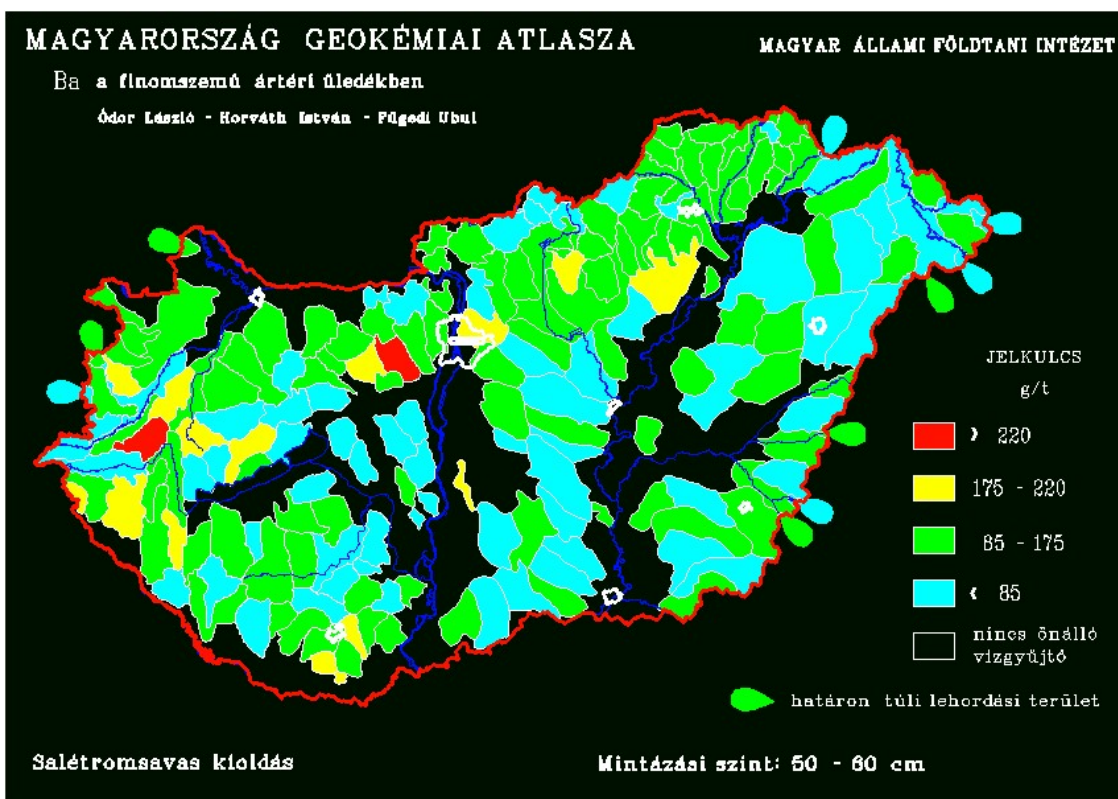 MAGYARORSZÁG GEOKÉMIAI ATLASZA
MAGYAR ÁLLAMI FÖLDTANI INTÉZET
Ba a finomszemű ártéri üledékben
Ódor László - Horváth István - Fügedi Ubul
JELKULCS
g/t
> 220
175 - 220
85 - 175
< 85
nincs önálló
vízgyűjtő
határon túli lehordási terület
Salétromsavas kioldás
Mintázási szint: 50 - 60 cm